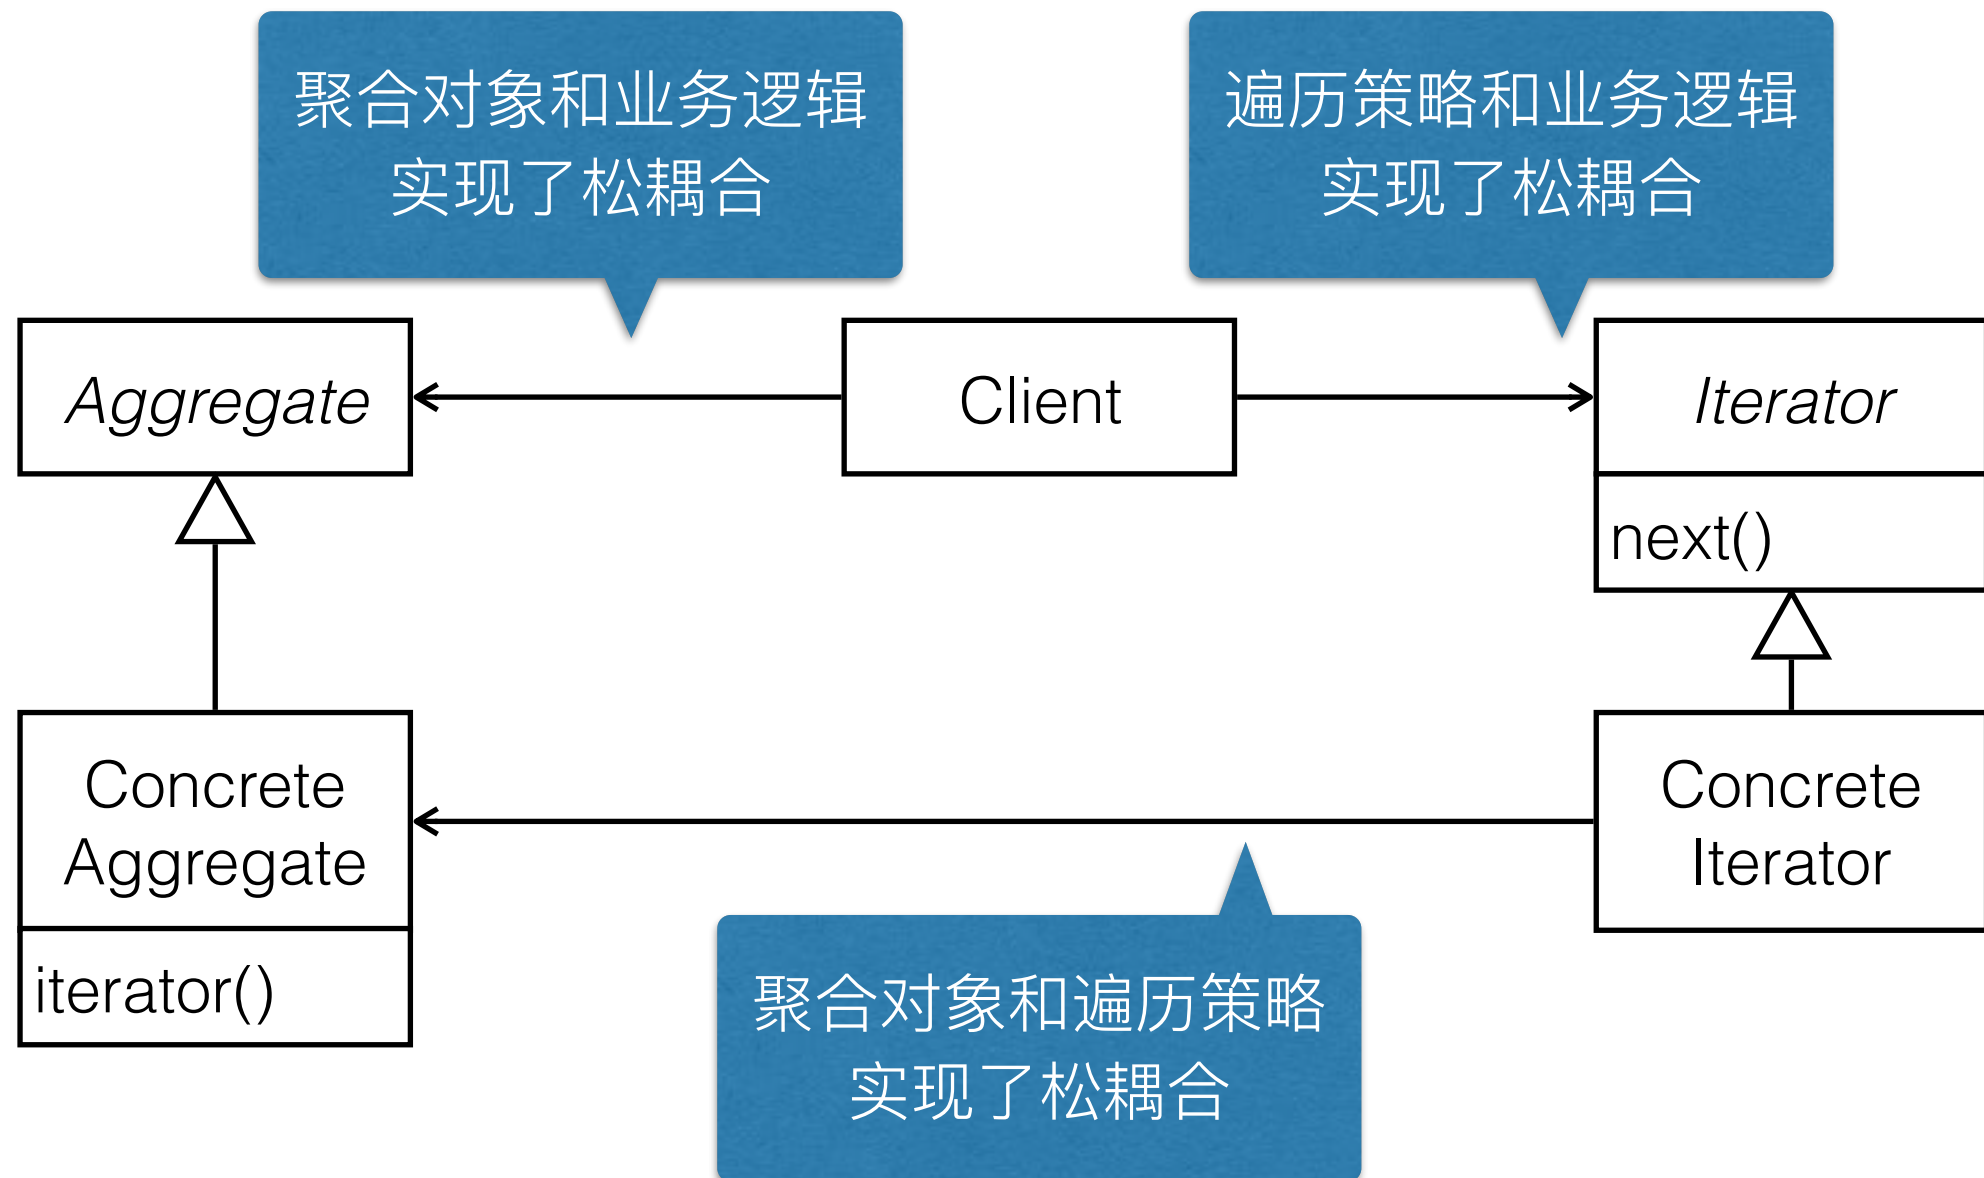 聚合对象和业务逻辑
实现了松耦合
遍历策略和业务逻辑
实现了松耦合
Aggregate
Client
Iterator
next()
Concrete
Aggregate
iterator()
Concrete
Iterator
聚合对象和遍历策略
实现了松耦合